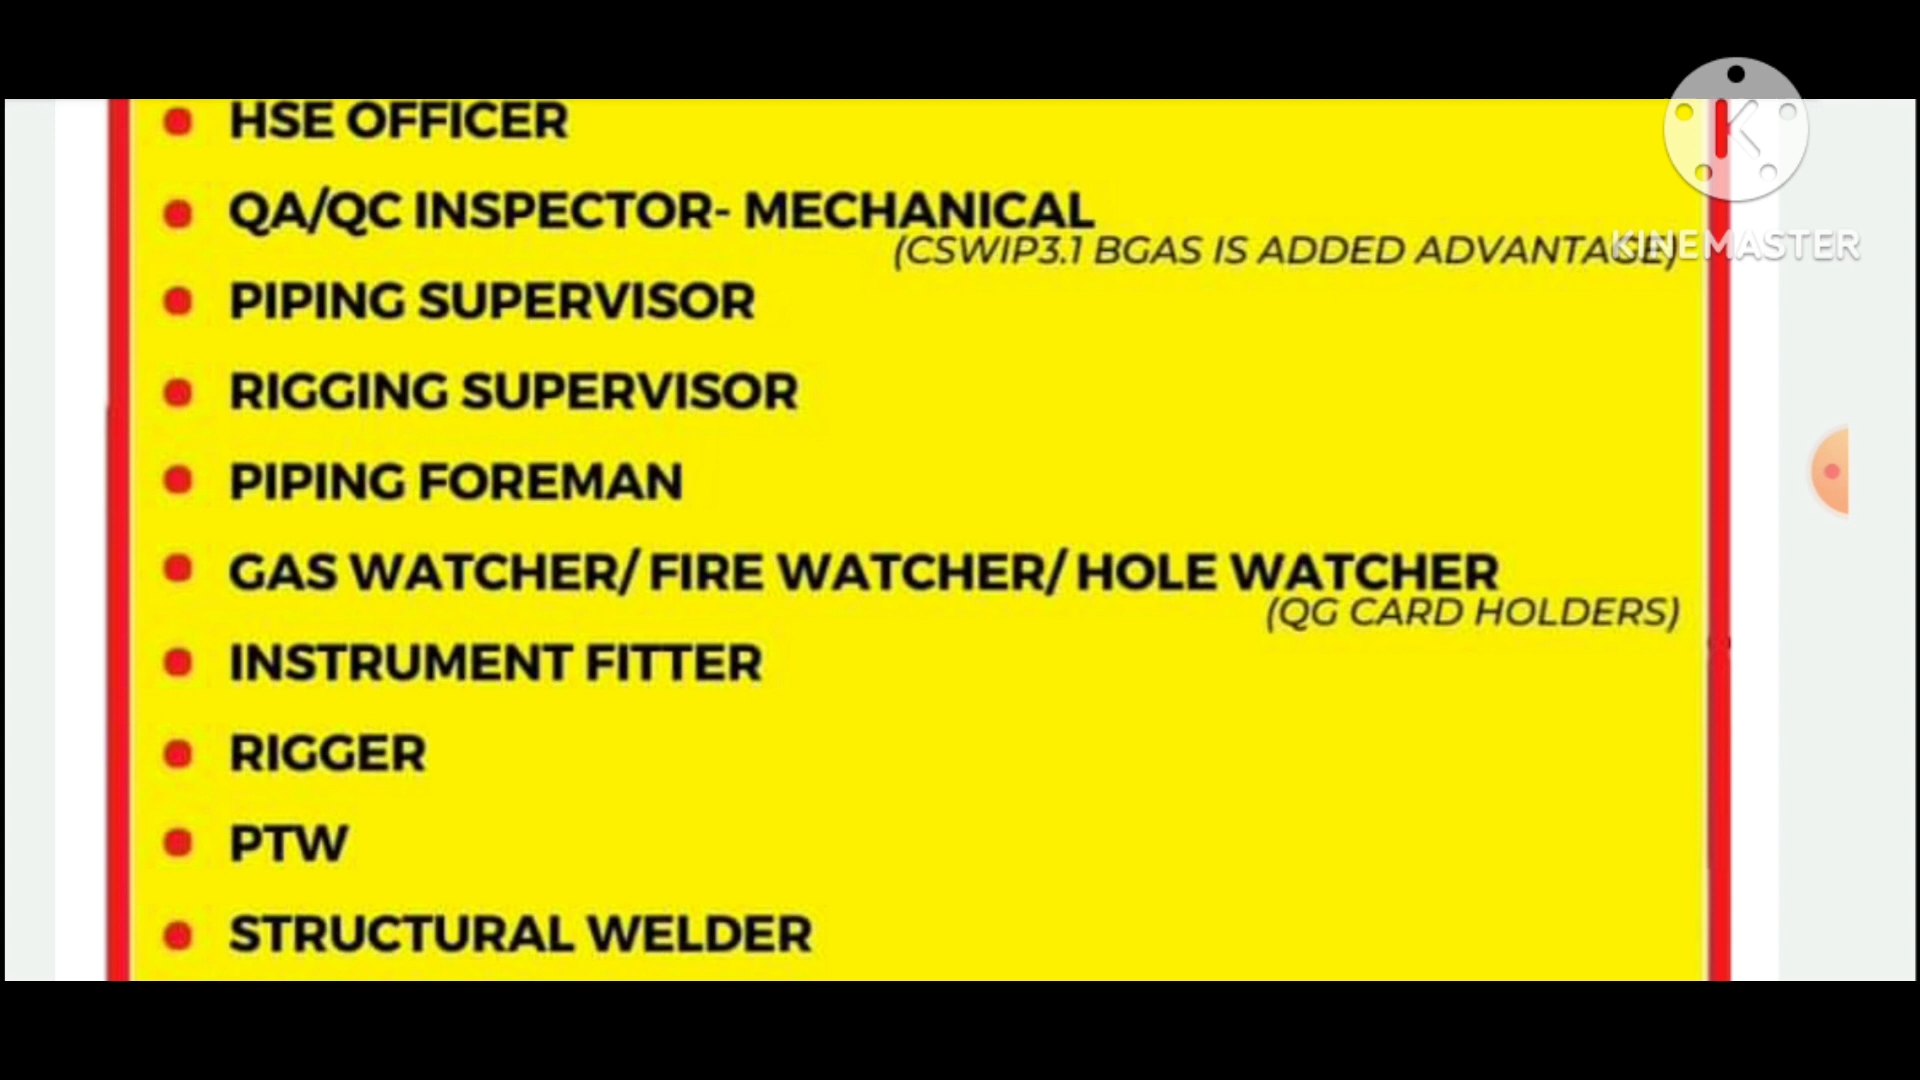 HSE OFFICER
QA/QC INSPECTOR- MECHANICAL
(CSWIP3.1 BGAS IS ADDED ADVANTAGE)
PIPING SUPERVISOR
RIGGING SUPERVISOR
PIPING FOREMAN
GAS WATCHER/ FIRE WATCHER/ HOLE WATCHER
(QG CARD HOLDERS)
INSTRUMENT FITTER
RIGGER
PTW
STRUCTURAL WELDER
K
KINEMASTER